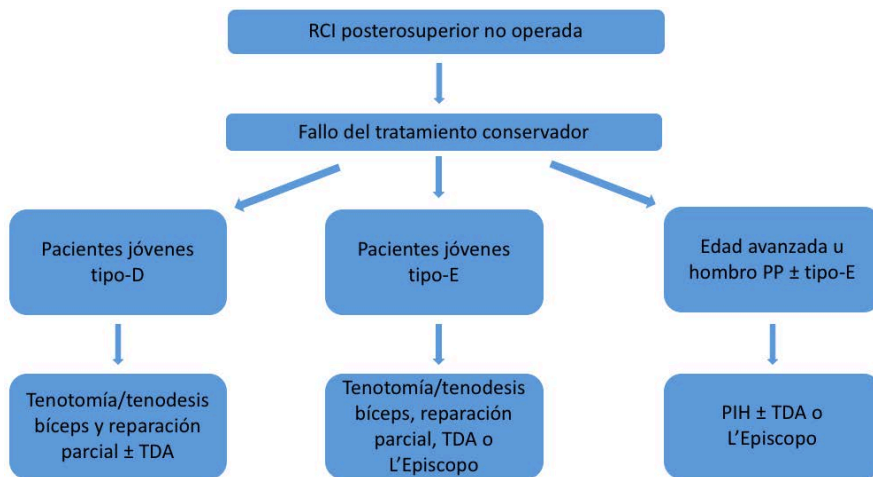 RCI posterosuperior no operada
Fallo del tratamiento conservador
Pacientes jóvenes
tipo-D
Pacientes jóvenes
tipo-E
Edad avanzada u
hombro PP ± tipo-E
Tenotomía/tenodesis
bíceps y reparación
parcial ± TDA
Tenotomía/tenodesis
bíceps, reparación
parcial, TDA o
L’Episcopo
PIH ± TDA o
L’Episcopo